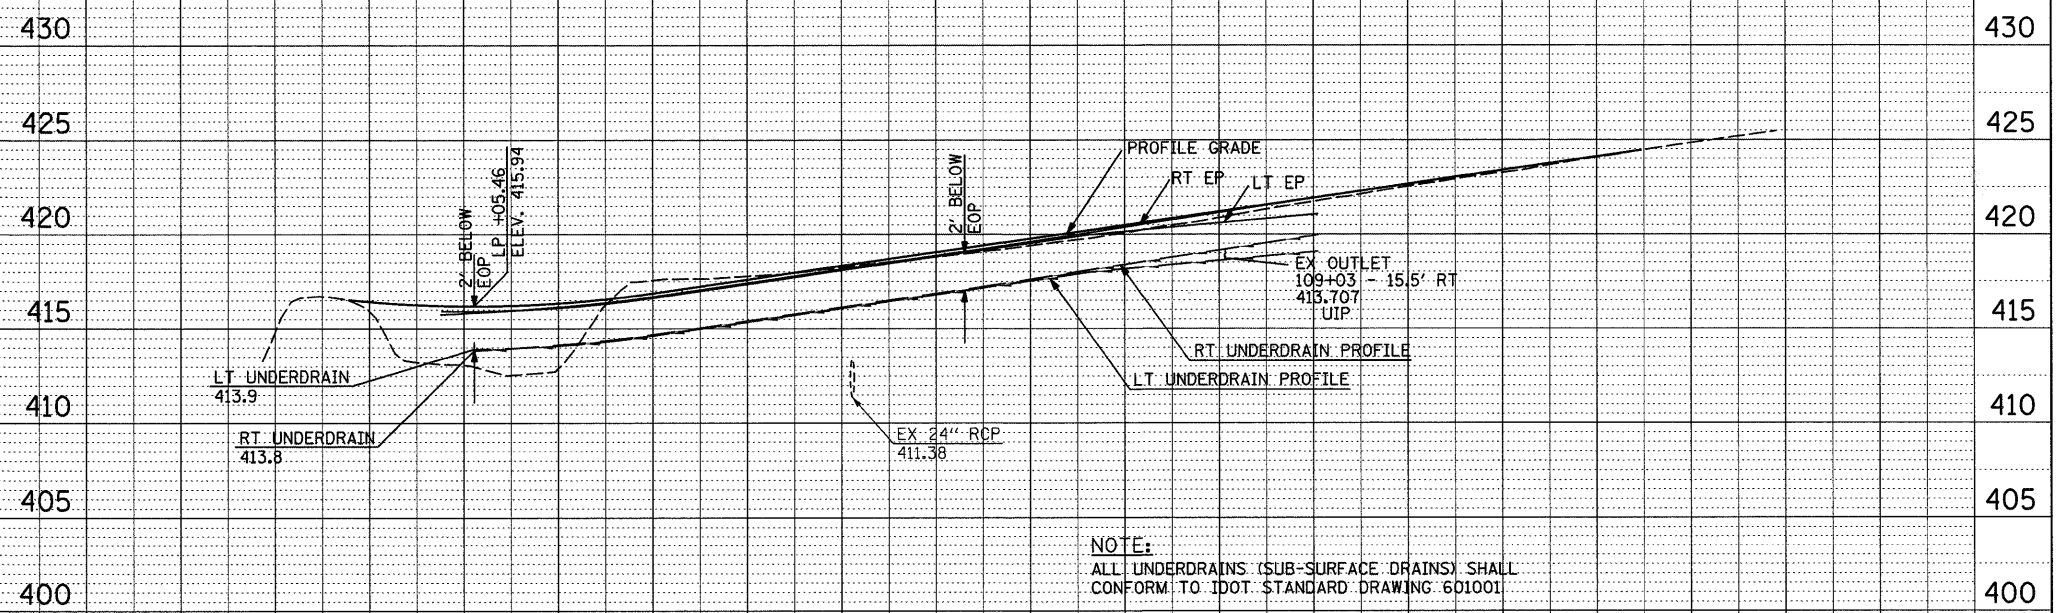 430
430
425
425
420
420
415
415
410
410
405
405
400
400
2' BELOW
EOP
LP +05.46
ELEV. 415.94
2' BELOW
EOP
PROFILE GRADE
RT EP
LT EP
EX OUTLET
109+03 - 15.5' RT
413.707
UIP
RT UNDERDRAIN PROFILE
LT UNDERDRAIN PROFILE
LT UNDERDRAIN
413.9
RT UNDERDRAIN
413.8
EX 24" RCP
411.38
NOTE:
ALL UNDERDRAINS (SUB-SURFACE DRAINS) SHALL
CONFORM TO IDOT STANDARD DRAWING 601001